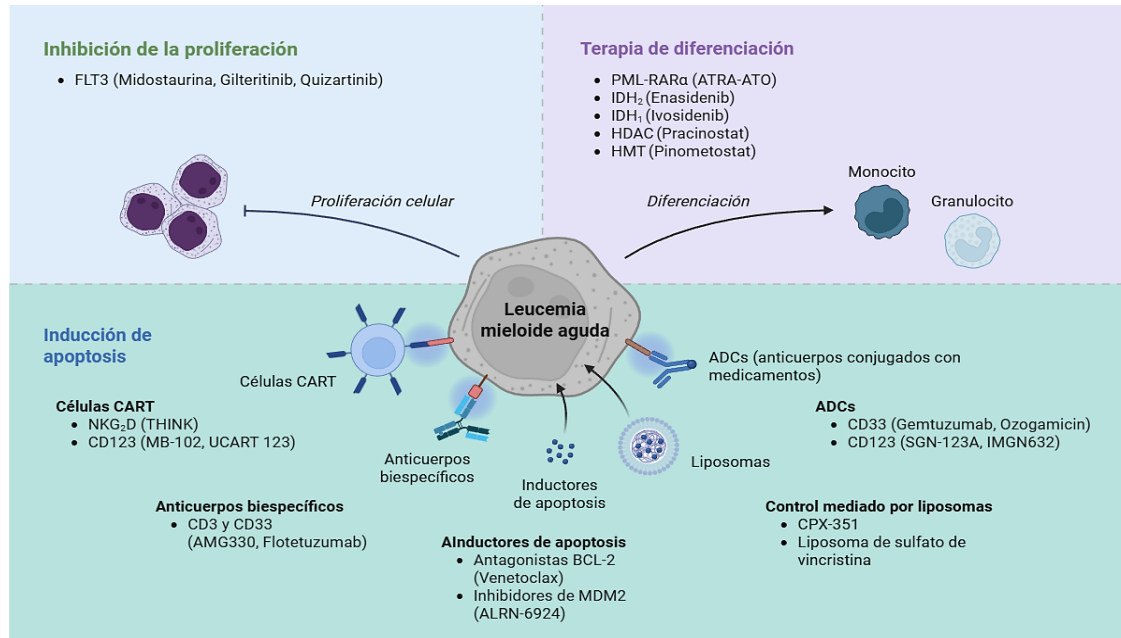 Inhibición de la proliferación
• FLT3 (Midostaurina, Gilteritinib, Quizartinib)
Proliferación celular
Terapia de diferenciación
• PML-RARα (ATRA-ATO)
• IDH₂ (Enasidenib)
• IDH₁ (Ivosidenib)
• HDAC (Pracinostat)
• HMT (Pinometostat)
Diferenciación
Monocito
Granulocito
Leucemia
mieloide aguda
Inducción de
apoptosis
Células CART
Anticuerpos
biespecíficos
Inductores
de apoptosis
Liposomas
ADCs (anticuerpos conjugados con
medicamentos)
Células CART
• NKG₂D (THINK)
• CD123 (MB-102, UCART 123)
Anticuerpos biespecíficos
• CD3 y CD33
(AMG330, Flotetuzumab)
AInductores de apoptosis
• Antagonistas BCL-2
(Venetoclax)
• Inhibidores de MDM2
(ALRN-6924)
ADCs
• CD33 (Gemtuzumab, Ozogamicin)
• CD123 (SGN-123A, IMGN632)
Control mediado por liposomas
• CPX-351
• Liposoma de sulfato de
vincristina